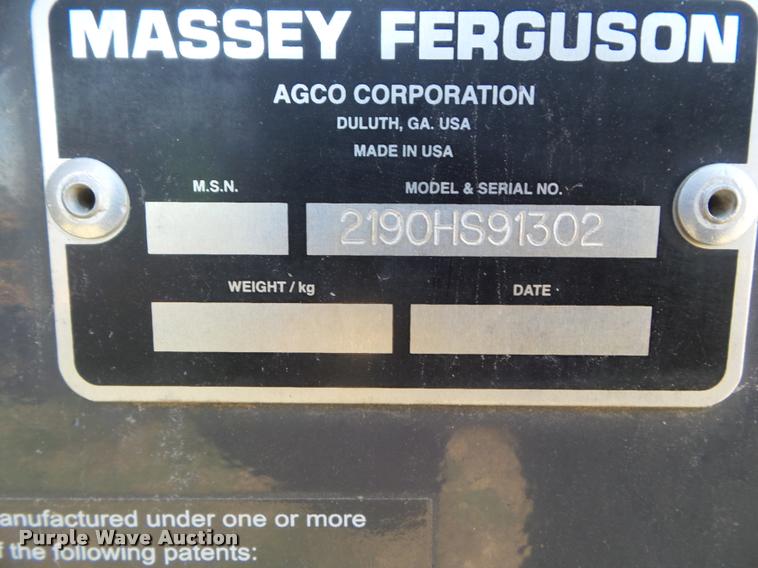 MASSEY FERGUSON
AGCO CORPORATION
DULUTH, GA. USA
MADE IN USA
M.S.N.
MODEL & SERIAL NO.
2190HS91302
WEIGHT / kg
DATE
anufactured under one or more
f the following patents:
Purple Wave Auction